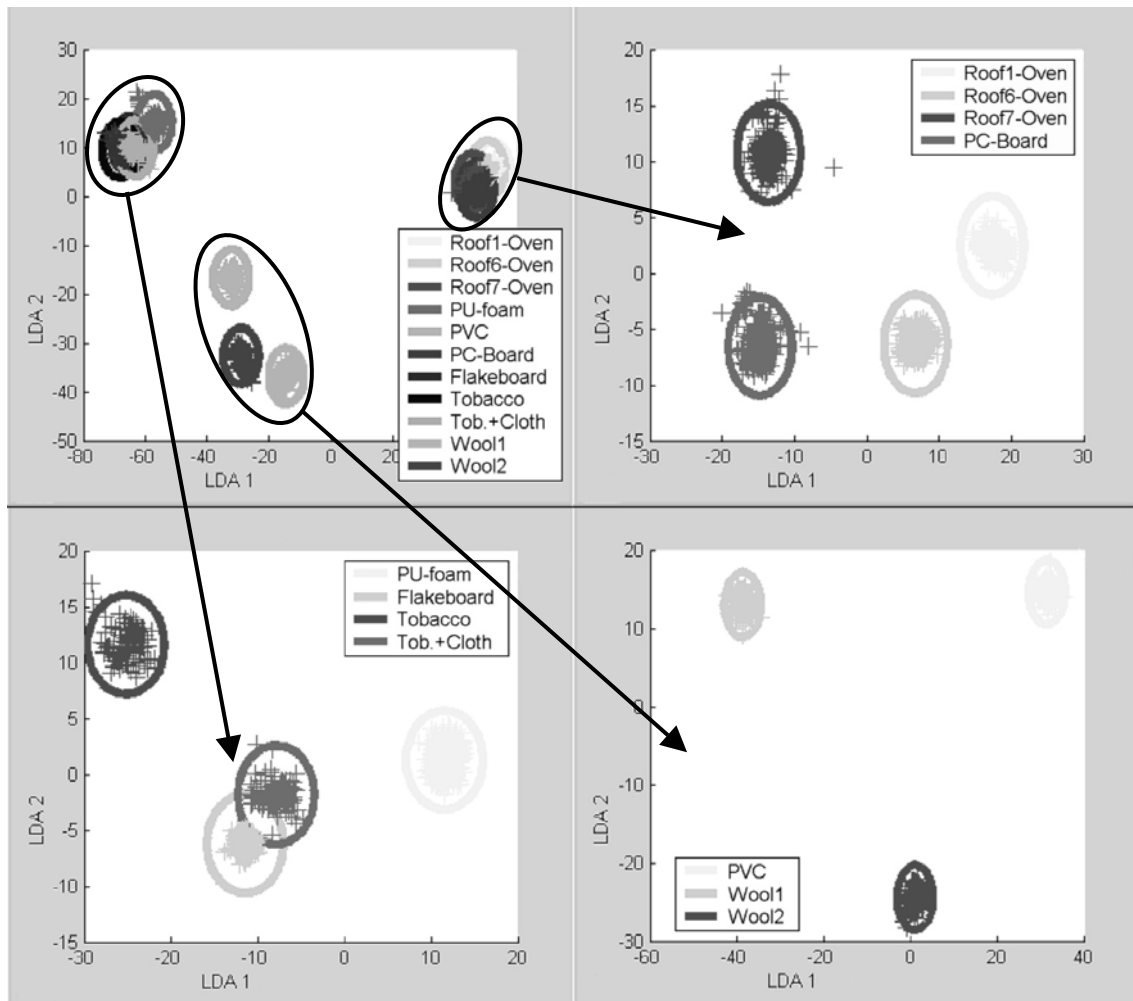 30
20
10
0
-10
-20
-30
-40
-50
-80
-60
-40
-20
0
20
LDA 2
LDA 1
Roof1-Oven
Roof6-Oven
Roof7-Oven
PU-foam
PVC
PC-Board
Flakeboard
Tobacco
Tob.+Cloth
Wool1
Wool2
20
15
10
5
0
-5
-10
-15
-30
-20
-10
0
10
20
30
LDA 2
LDA 1
Roof1-Oven
Roof6-Oven
Roof7-Oven
PC-Board
20
15
10
5
0
-5
-10
-15
-30
-20
-10
0
10
20
LDA 2
LDA 1
PU-foam
Flakeboard
Tobacco
Tob.+Cloth
20
10
0
-10
-20
-30
-60
-40
-20
0
20
40
LDA 2
LDA 1
PVC
Wool1
Wool2